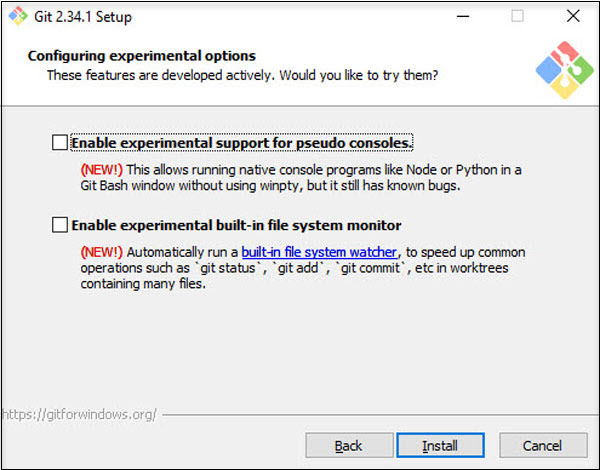 Git 2.34.1 Setup
Configuring experimental options
These features are developed actively. Would you like to try them?
Enable experimental support for pseudo consoles.
(NEW!) This allows running native console programs like Node or Python in a
Git Bash window without using winpty, but it still has known bugs.
Enable experimental built-in file system monitor
(NEW!) Automatically run a built-in file system watcher, to speed up common
operations such as `git status`, `git add`, `git commit`, etc in worktrees
containing many files.
https://gitforwindows.org/
Back
Install
Cancel